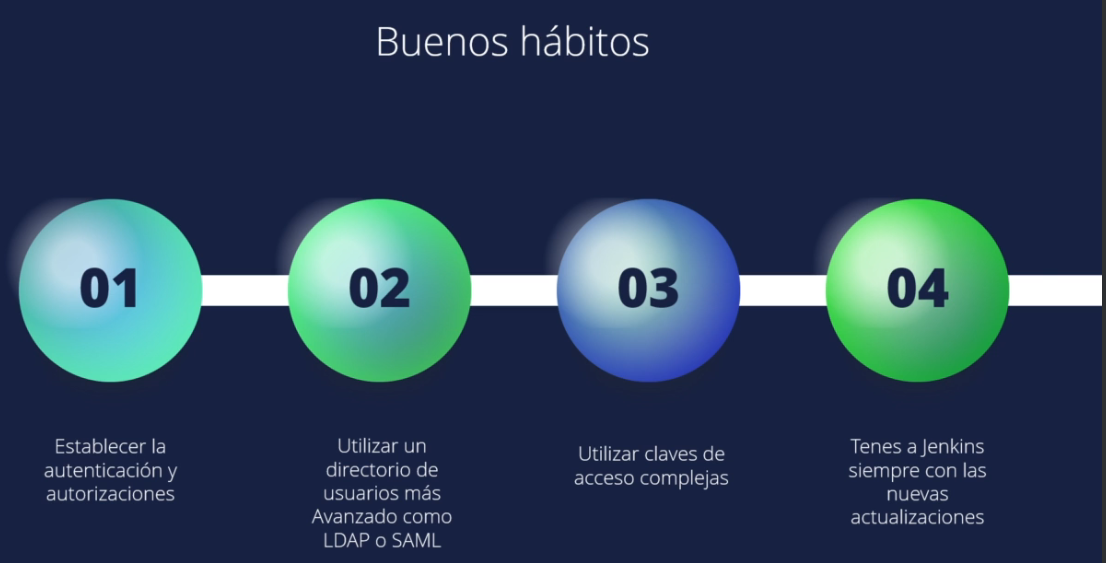 Buenos hábitos
01
02
03
04
Establecer la
autenticación y
autorizaciones
Utilizar un
directorio de
usuarios más
Avanzado como
LDAP o SAML
Utilizar claves de
acceso complejas
Tenes a Jenkins
siempre con las
nuevas
actualizaciones